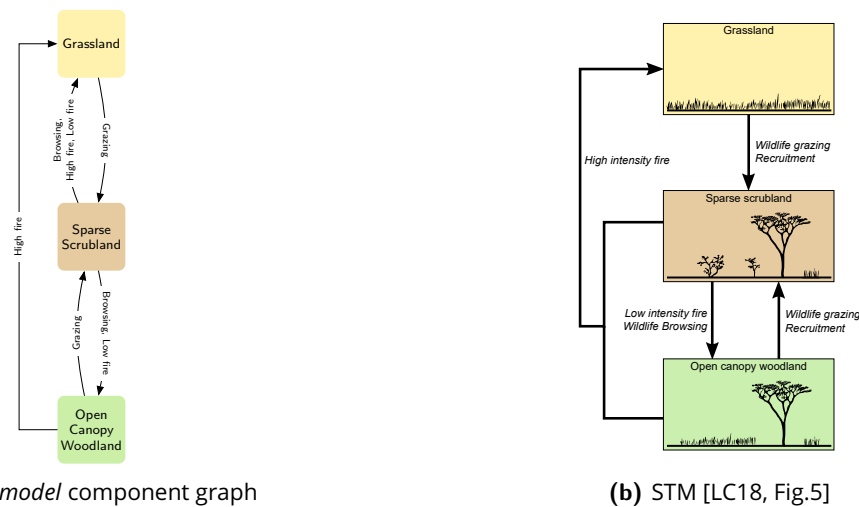 Grassland
High fire
Browsing,
High fire, Low fire
Grazing
Sparse
Scrubland
Grazing
Browsing, Low fire
Open
Canopy
Woodland
model component graph
Grassland
High intensity fire
Wildlife grazing
Recruitment
Sparse scrubland
Low intensity fire
Wildlife Browsing
Wildlife grazing
Recruitment
Open canopy woodland
(b) STM [LC18, Fig.5]